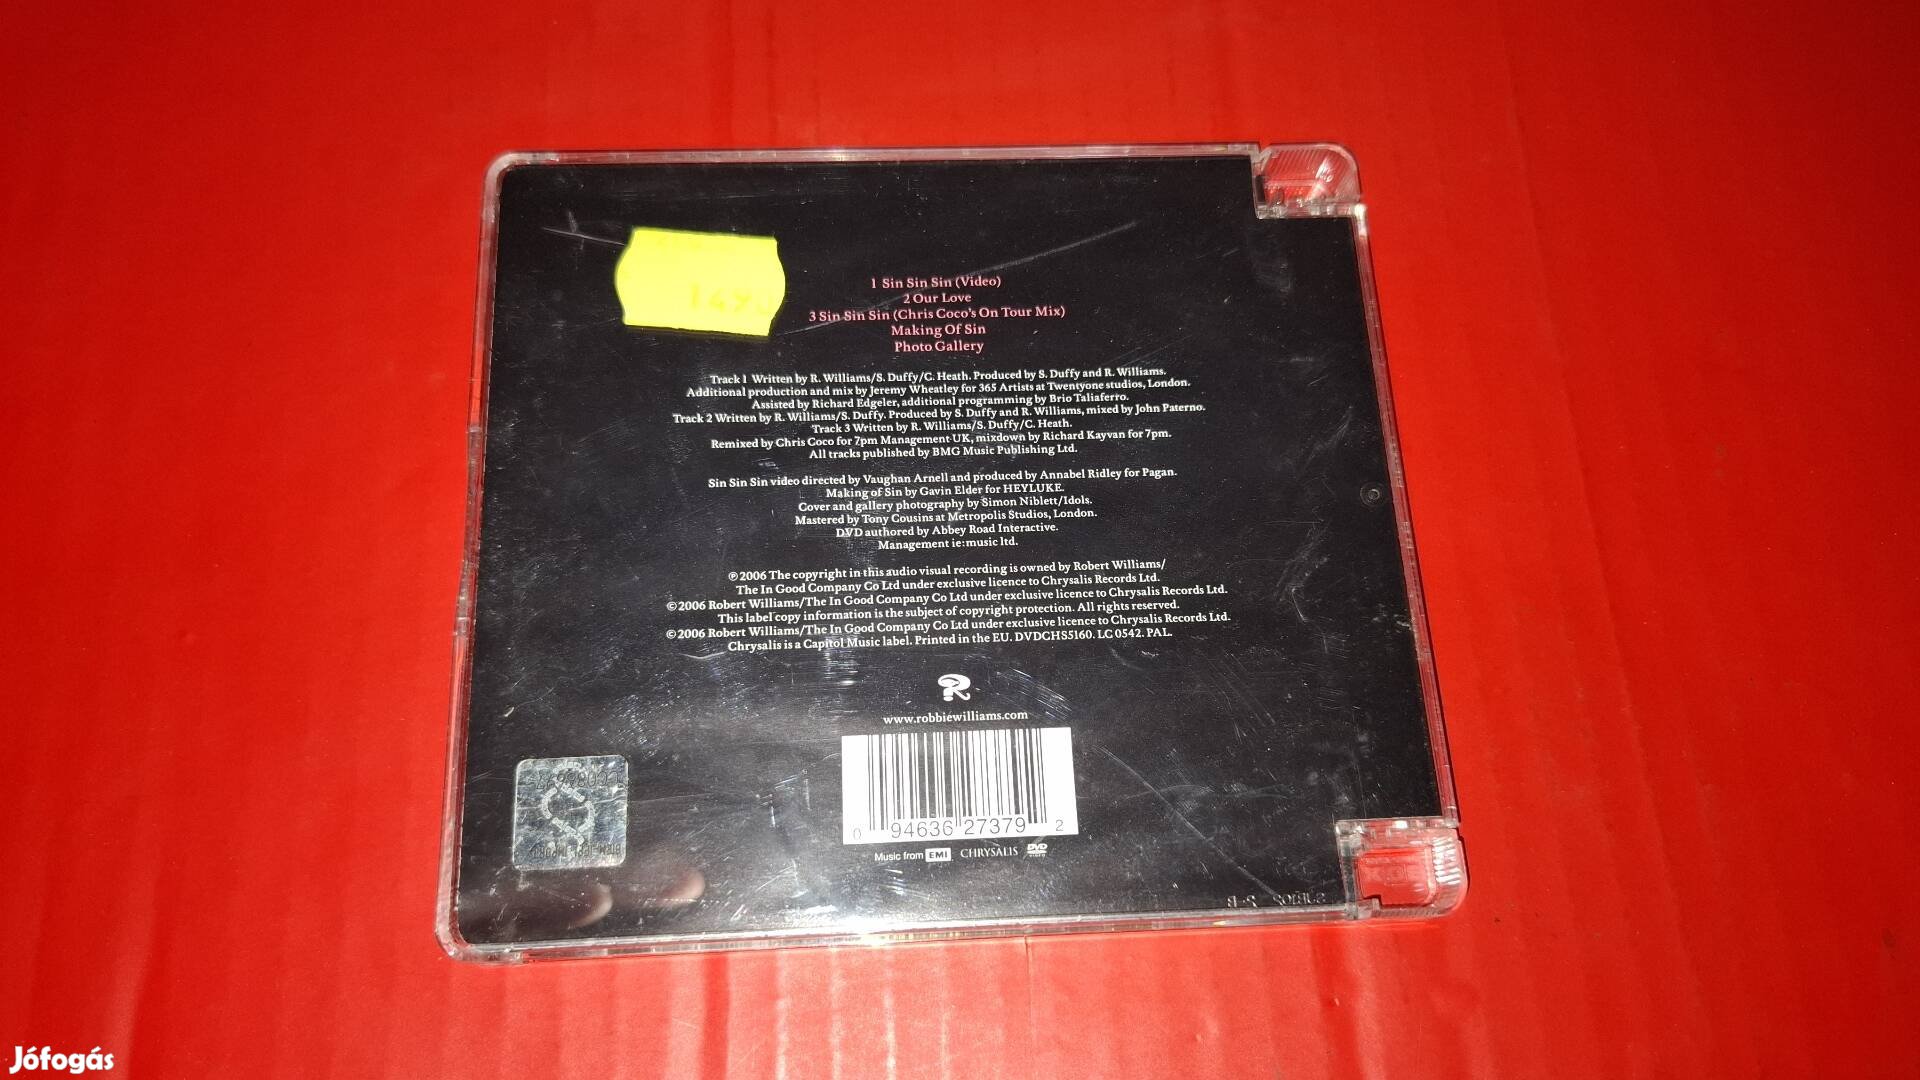 1 Sin Sin Sin (Video)
2 Our Love
3 Sin Sin Sin (Chris Coco's On Tour Mix)
Making Of Sin
Photo Gallery
Track 1 Written by R. Williams/S. Duffy/C. Heath. Produced by S. Duffy and R. Williams.
Additional production and mix by Jeremy Wheatley for 365 Artists at Twentyone studios, London.
Assisted by Richard Edgeler, additional programming by Brio Taliaferro.
Track 2 Written by R. Williams/S. Duffy. Produced by S. Duffy and R. Williams, mixed by John Paterno.
Track 3 Written by R. Williams/S. Duffy/C. Heath.
Remixed by Chris Coco for 7pm Management UK, mixdown by Richard Kayvan for 7pm.
All tracks published by BMG Music Publishing Ltd.
Sin Sin Sin video directed by Vaughan Arnell and produced by Annabel Ridley for Pagan.
Making of Sin by Gavin Elder for HEYLUKE.
Cover and gallery photography by Simon Niblett/Idols.
Mastered by Tony Cousins at Metropolis Studios, London.
DVD authored by Abbey Road Interactive.
Management ie:music ltd.
℗ 2006 The copyright in this audio visual recording is owned by Robert Williams/
The In Good Company Co Ltd under exclusive licence to Chrysalis Records Ltd.
© 2006 Robert Williams/The In Good Company Co Ltd under exclusive licence to Chrysalis Records Ltd.
This label copy information is the subject of copyright protection. All rights reserved.
© 2006 Robert Williams/The In Good Company Co Ltd under exclusive licence to Chrysalis Records Ltd.
Chrysalis is a Capitol Music label. Printed in the EU. DVDCHS5160. LC 0542. PAL.
www.robbiewilliams.com
0 94636 27379 2
Music from EMI CHRYSALIS DVD VIDEO
Jófogás